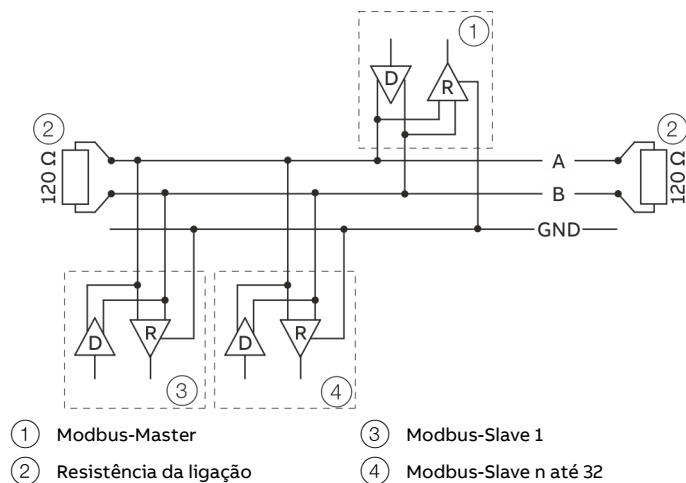 1
D
R
2
2
120 Ω
A
120 Ω
B
GND
D
R
D
R
3
4
1 Modbus-Master
3 Modbus-Slave 1
2 Resistência da ligação
4 Modbus-Slave n até 32